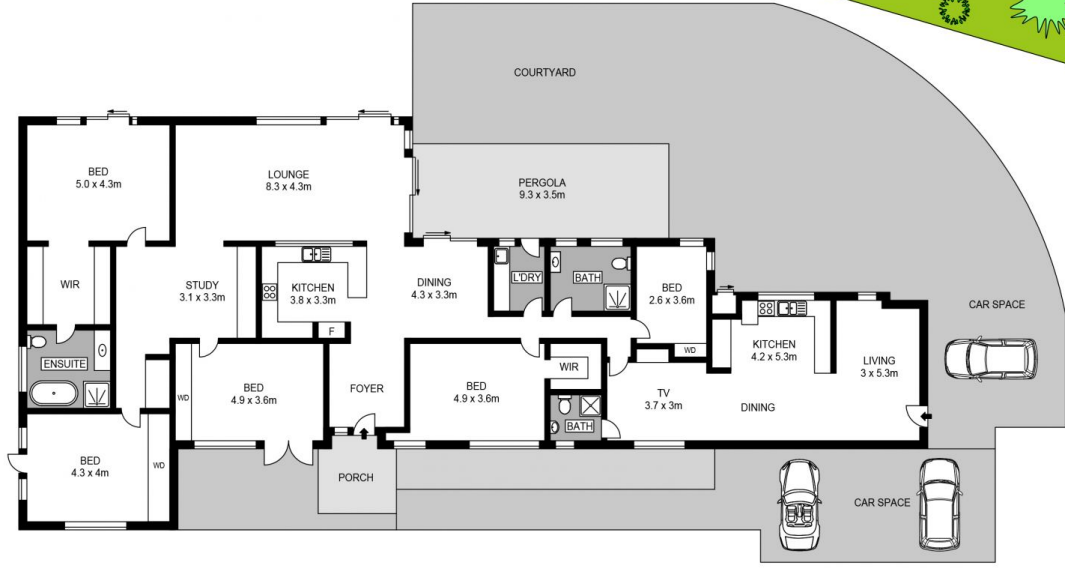 COURTYARD
BED
5.0 x 4.3m
LOUNGE
8.3 x 4.3m
PERGOLA
9.3 x 3.5m
WIR
STUDY
3.1 x 3.3m
KITCHEN
3.8 x 3.3m
F
DINING
4.3 x 3.3m
L'DRY
BATH
BED
2.6 x 3.6m
WD
CAR SPACE
ENSUITE
WD
BED
4.9 x 3.6m
FOYER
BED
4.9 x 3.6m
WIR
BATH
TV
3.7 x 3m
KITCHEN
4.2 x 5.3m
DINING
LIVING
3 x 5.3m
BED
4.3 x 4m
WD
PORCH
CAR SPACE